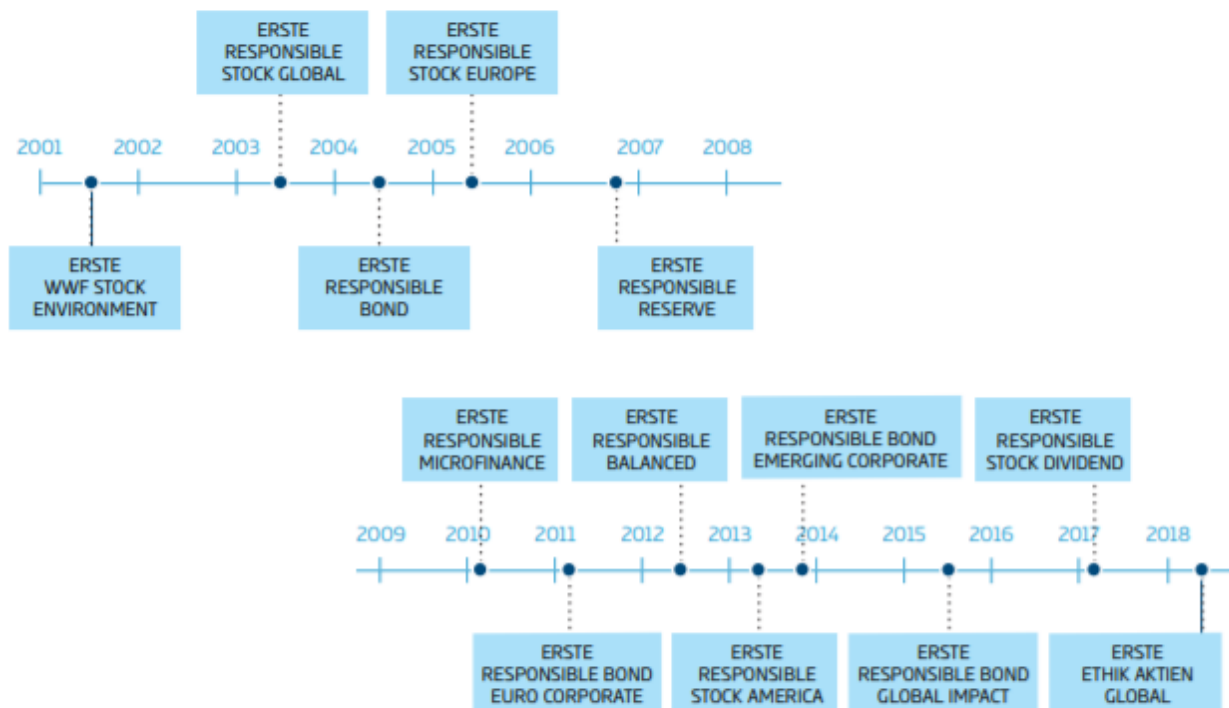 ERSTE
RESPONSIBLE
STOCK GLOBAL
ERSTE
RESPONSIBLE
STOCK EUROPE
2001 2002 2003 2004 2005 2006 2007 2008
ERSTE
WWF STOCK
ENVIRONMENT
ERSTE
RESPONSIBLE
BOND
ERSTE
RESPONSIBLE
RESERVE
ERSTE
RESPONSIBLE
MICROFINANCE
ERSTE
RESPONSIBLE
BALANCED
ERSTE
RESPONSIBLE BOND
EMERGING CORPORATE
ERSTE
RESPONSIBLE
STOCK DIVIDEND
2009 2010 2011 2012 2013 2014 2015 2016 2017 2018
ERSTE
RESPONSIBLE BOND
EURO CORPORATE
ERSTE
RESPONSIBLE
STOCK AMERICA
ERSTE
RESPONSIBLE BOND
GLOBAL IMPACT
ERSTE
ETHIK AKTIEN
GLOBAL